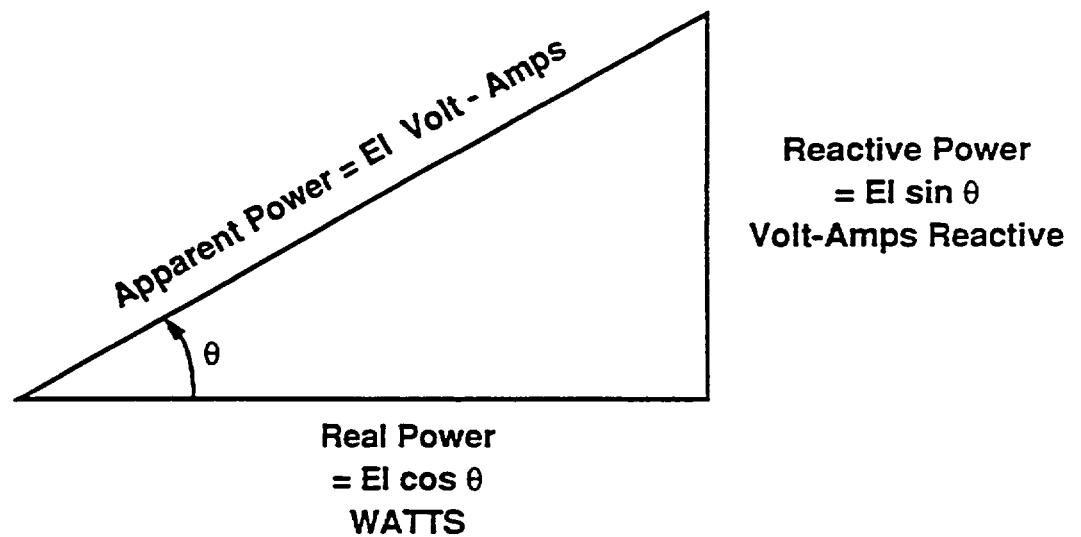 Apparent Power = EI Volt - Amps
Reactive Power
= EI sin θ
Volt-Amps Reactive
θ
Real Power
= EI cos θ
WATTS